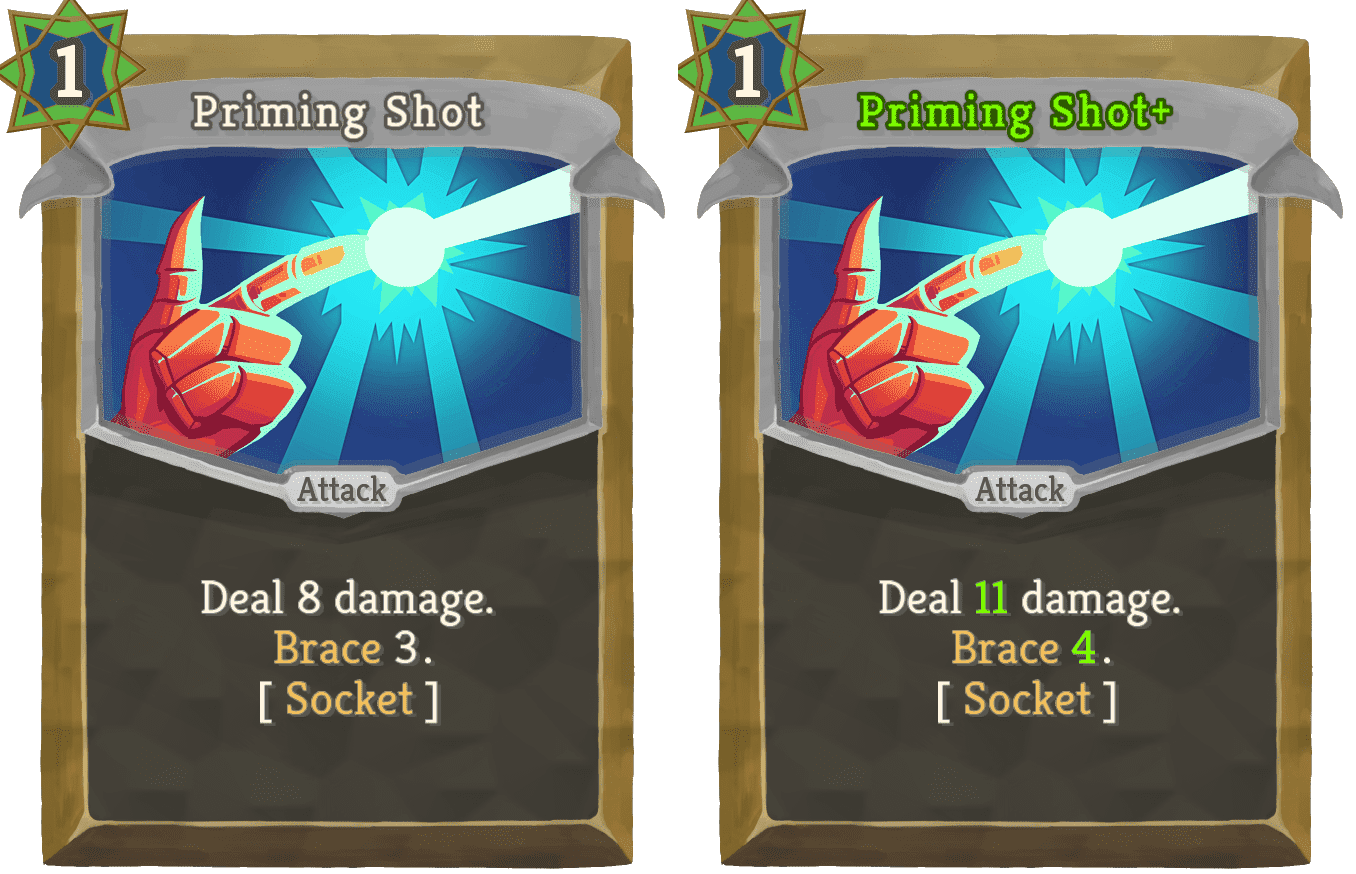 1
Priming Shot
Attack
Deal 8 damage.
Brace 3.
[ Socket ]
1
Priming Shot+
Attack
Deal 11 damage.
Brace 4.
[ Socket ]